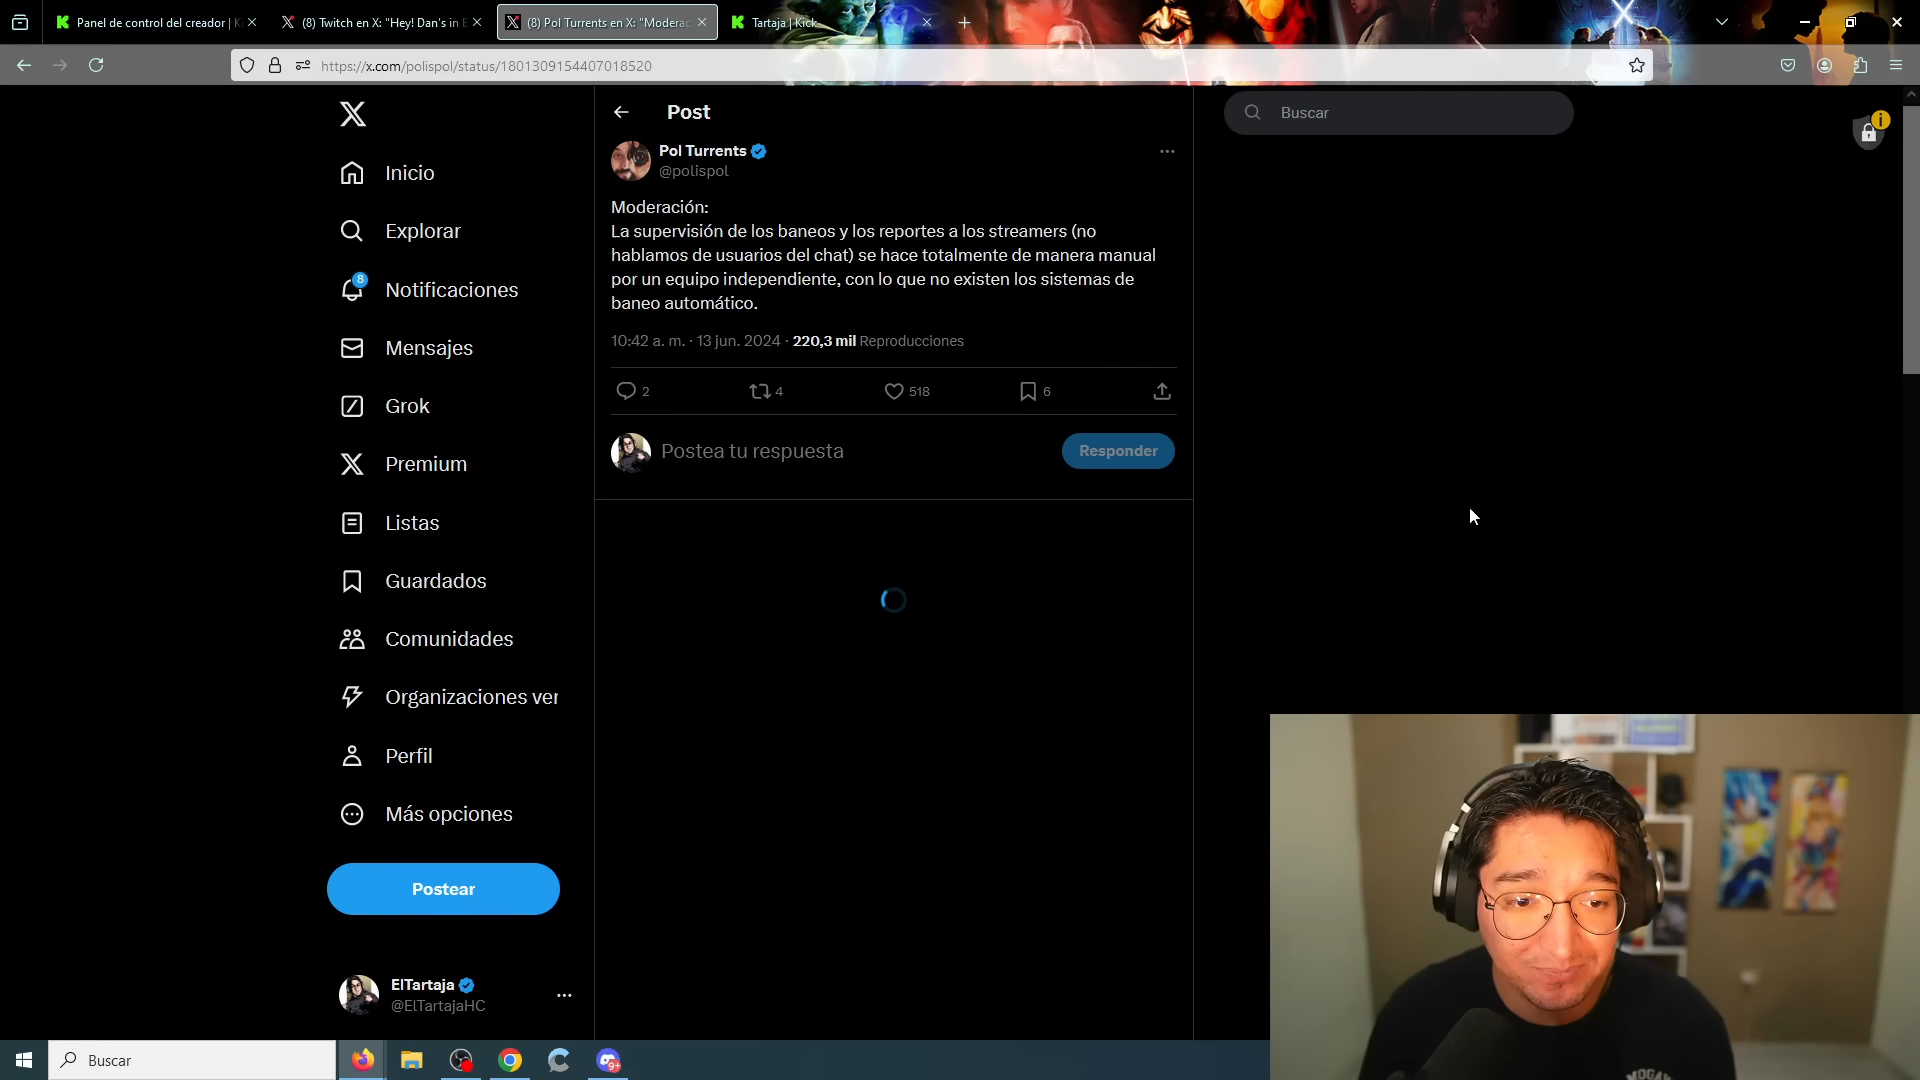 Panel de control del creador | K
(8) Twitch en X: "Hey! Dan's in
(8) Pol Turrents en X: "Modera
Tartaja | Kick
https://x.com/polispol/status/1801309154407018520
Post
Buscar
Pol Turrents
@polispol
Inicio
Explorar
8
Notificaciones
Mensajes
Grok
Premium
Listas
Guardados
Comunidades
Organizaciones ver
Perfil
Más opciones
Postear
ElTartaja
@ElTartajaHC
Moderación:
La supervisión de los baneos y los reportes a los streamers (no
hablamos de usuarios del chat) se hace totalmente de manera manual
por un equipo independiente, con lo que no existen los sistemas de
baneo automático.
10:42 a. m. · 13 jun. 2024 · 220,3 mil Reproducciones
2 4 518 6
Postea tu respuesta
Responder
Buscar
9+